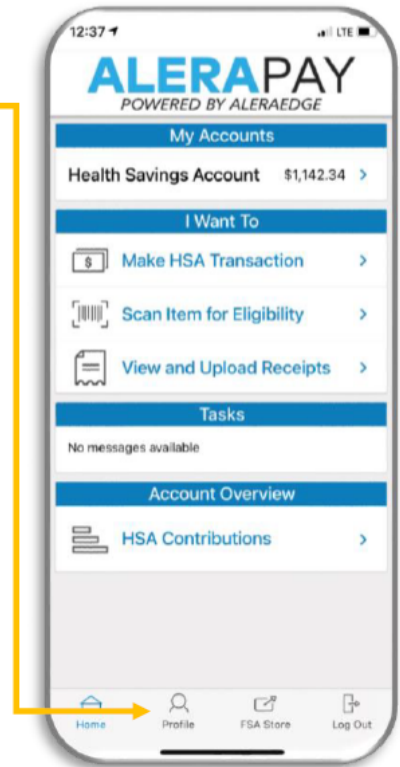 12:37 LTE
ALERAPAY
POWERED BY ALERAEDGE
My Accounts
Health Savings Account $1,142.34
I Want To
Make HSA Transaction
Scan Item for Eligibility
View and Upload Receipts
Tasks
No messages available
Account Overview
HSA Contributions
Home Profile FSA Store Log Out